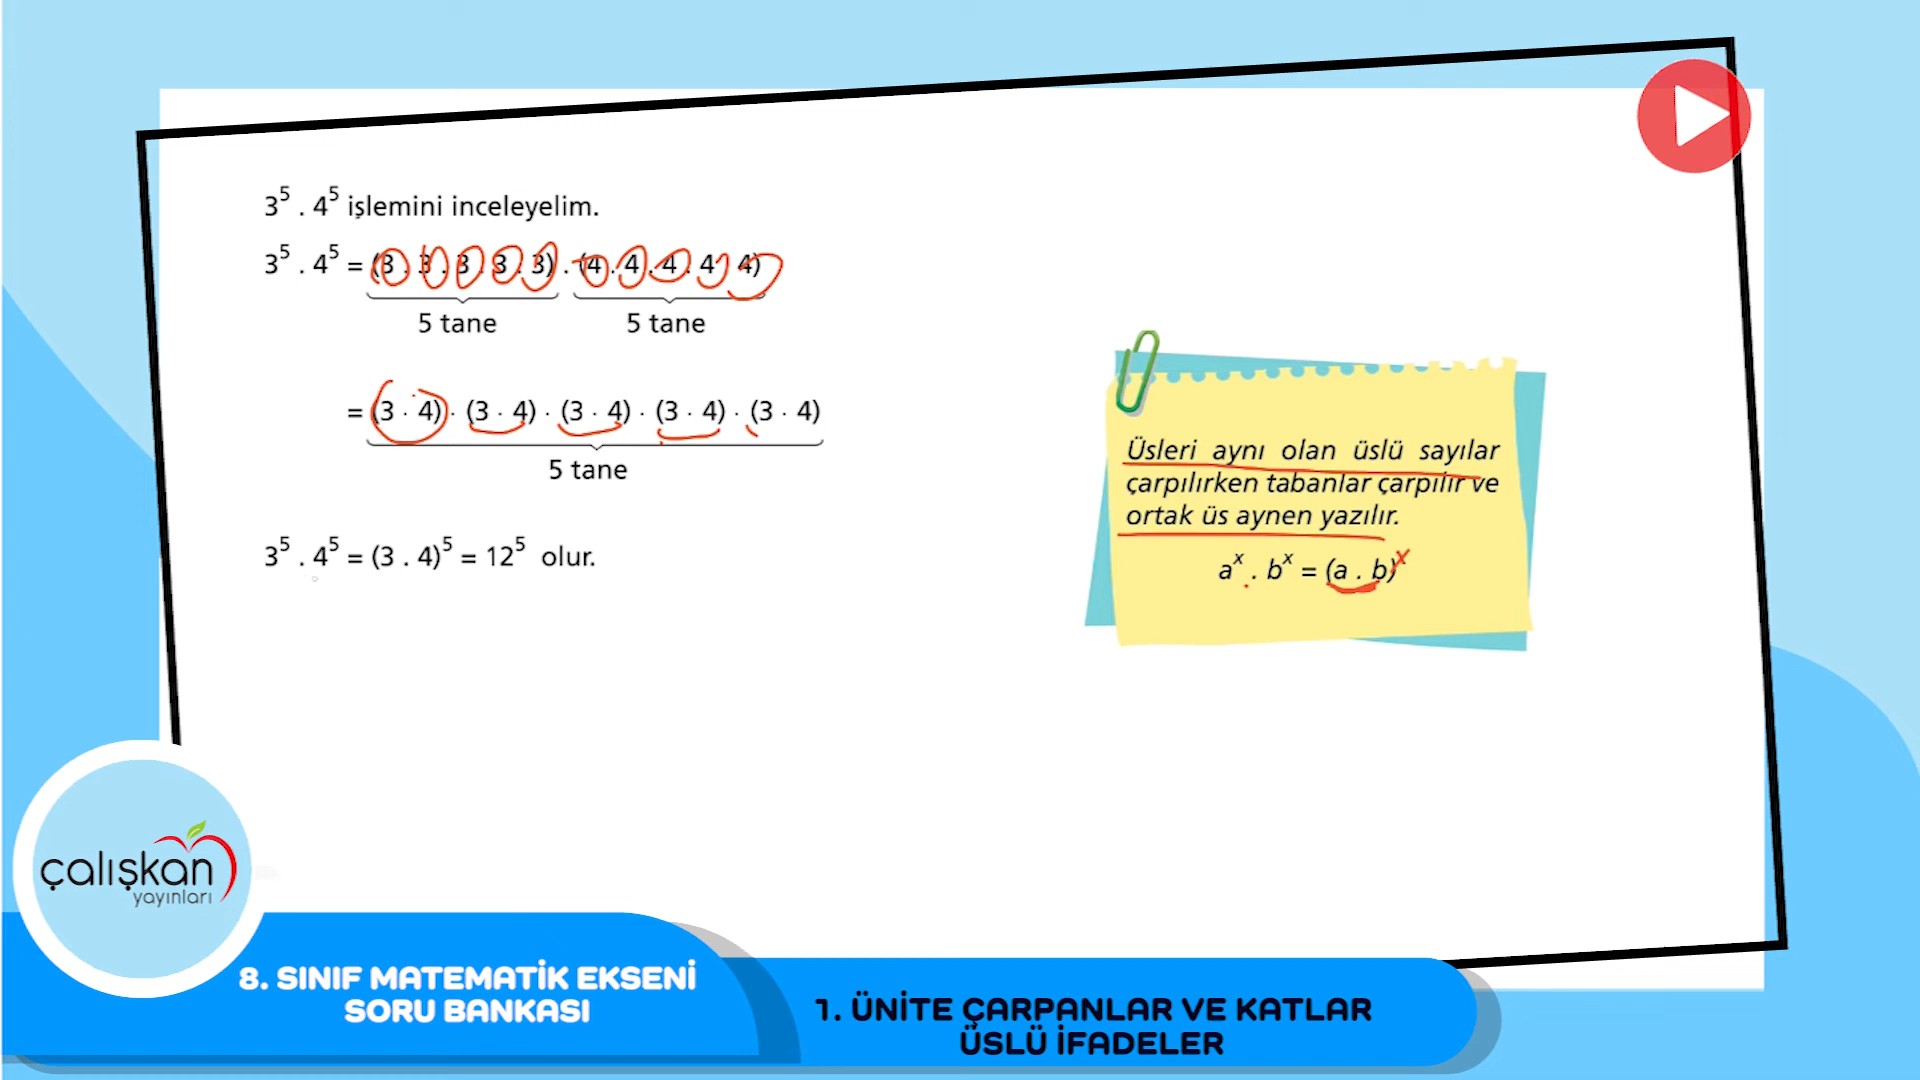 3⁵ . 4⁵ işlemini inceleyelim.
3⁵ . 4⁵ = (3 . 3 . 3 . 3 . 3) . (4 . 4 . 4 . 4 . 4)
5 tane 5 tane
= (3 · 4) · (3 · 4) · (3 · 4) · (3 · 4) · (3 · 4)
5 tane
3⁵ . 4⁵ = (3 . 4)⁵ = 12⁵ olur.
Üsleri aynı olan üslü sayılar
çarpılırken tabanlar çarpılır ve
ortak üs aynen yazılır.
aˣ . bˣ = (a . b)ˣ
çalışkan
yayınları
8. SINIF MATEMATİK EKSENİ
SORU BANKASI
1. ÜNİTE ÇARPANLAR VE KATLAR
ÜSLÜ İFADELER